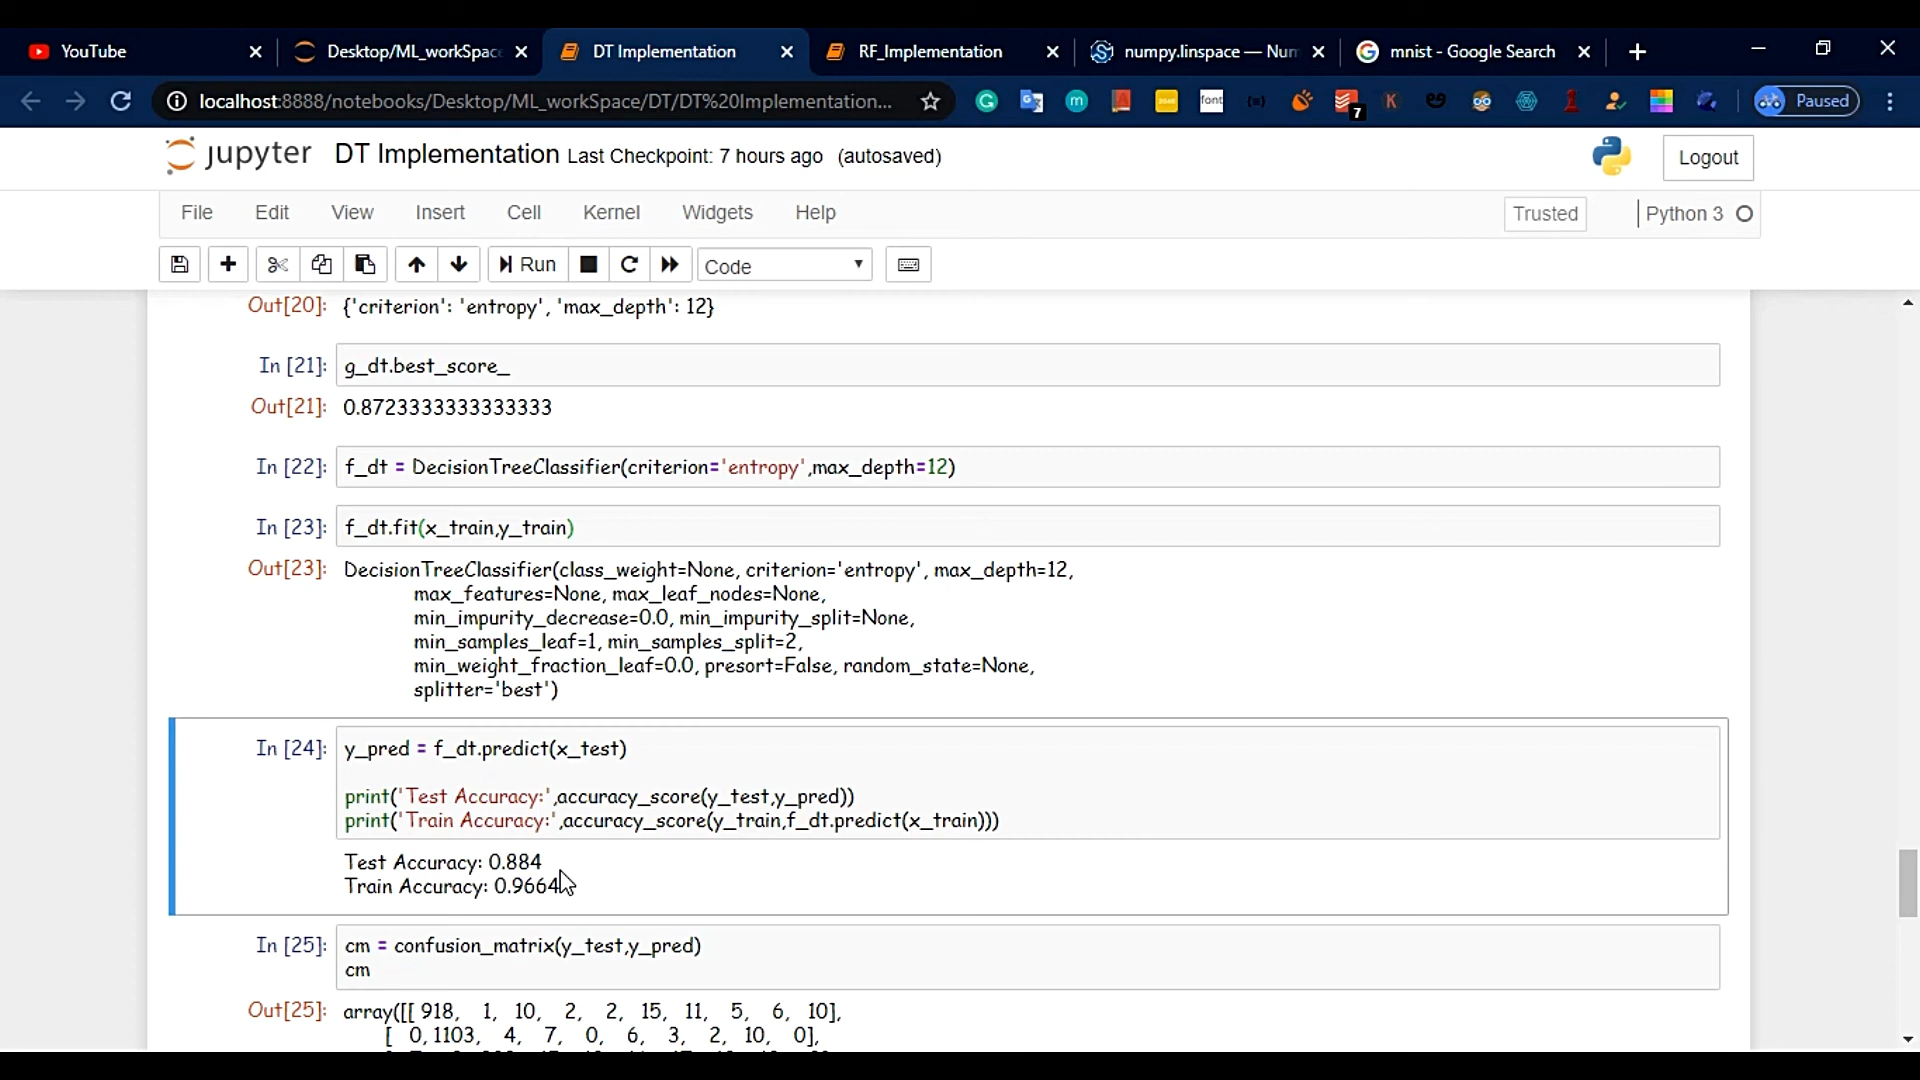 YouTube
Desktop/ML_workSpace
DT Implementation
RF_Implementation
numpy.linspace — Num
mnist - Google Search
localhost:8888/notebooks/Desktop/ML_workSpace/DT/DT%20Implementation...
font
7
Paused
jupyter DT Implementation Last Checkpoint: 7 hours ago (autosaved)
Logout
File Edit View Insert Cell Kernel Widgets Help
Trusted
Python 3
Run
Code
Out[20]: {'criterion': 'entropy', 'max_depth': 12}
In [21]: g_dt.best_score_
Out[21]: 0.8723333333333333
In [22]: f_dt = DecisionTreeClassifier(criterion='entropy',max_depth=12)
In [23]: f_dt.fit(x_train,y_train)
Out[23]: DecisionTreeClassifier(class_weight=None, criterion='entropy', max_depth=12,
max_features=None, max_leaf_nodes=None,
min_impurity_decrease=0.0, min_impurity_split=None,
min_samples_leaf=1, min_samples_split=2,
min_weight_fraction_leaf=0.0, presort=False, random_state=None,
splitter='best')
In [24]: y_pred = f_dt.predict(x_test)
print('Test Accuracy:',accuracy_score(y_test,y_pred))
print('Train Accuracy:',accuracy_score(y_train,f_dt.predict(x_train)))
Test Accuracy: 0.884
Train Accuracy: 0.9664
In [25]: cm = confusion_matrix(y_test,y_pred)
cm
Out[25]: array([[ 918, 1, 10, 2, 2, 15, 11, 5, 6, 10],
[ 0, 1103, 4, 7, 0, 6, 3, 2, 10, 0],